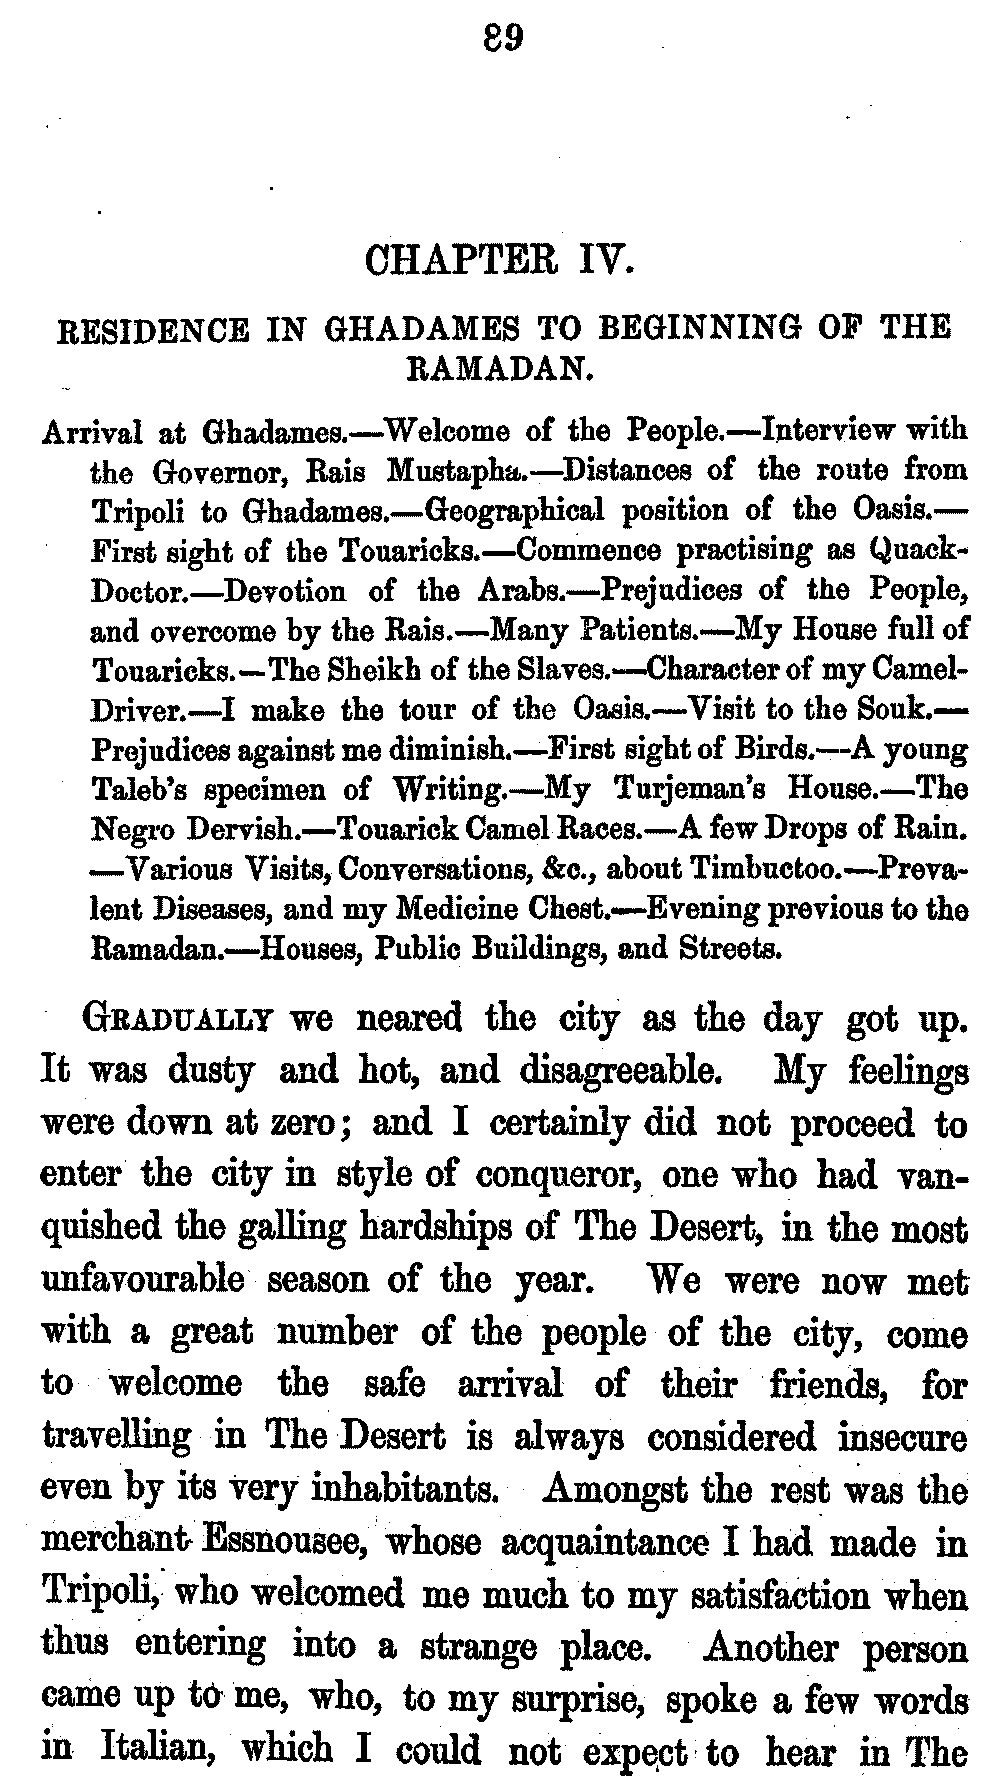 89
CHAPTER IV.
RESIDENCE IN GHADAMES TO BEGINNING OF THE
RAMADAN.
Arrival at Ghadames.—Welcome of the People.—Interview with
the Governor, Rais Mustapha.—Distances of the route from
Tripoli to Ghadames.—Geographical position of the Oasis.—
First sight of the Touaricks.—Commence practising as Quack-
Doctor.—Devotion of the Arabs.—Prejudices of the People,
and overcome by the Rais.—Many Patients.—My House full of
Touaricks.—The Sheikh of the Slaves.—Character of my Camel-
Driver.—I make the tour of the Oasis.—Visit to the Souk.—
Prejudices against me diminish.—First sight of Birds.—A young
Taleb's specimen of Writing.—My Turjeman's House.—The
Negro Dervish.—Touarick Camel Races.—A few Drops of Rain.
—Various Visits, Conversations, &c., about Timbuctoo.—Preva-
lent Diseases, and my Medicine Chest.—Evening previous to the
Ramadan.—Houses, Public Buildings, and Streets.
GRADUALLY we neared the city as the day got up.
It was dusty and hot, and disagreeable. My feelings
were down at zero; and I certainly did not proceed to
enter the city in style of conqueror, one who had van-
quished the galling hardships of The Desert, in the most
unfavourable season of the year. We were now met
with a great number of the people of the city, come
to welcome the safe arrival of their friends, for
travelling in The Desert is always considered insecure
even by its very inhabitants. Amongst the rest was the
merchant Essnousee, whose acquaintance I had made in
Tripoli, who welcomed me much to my satisfaction when
thus entering into a strange place. Another person
came up to me, who, to my surprise, spoke a few words
in Italian, which I could not expect to hear in The